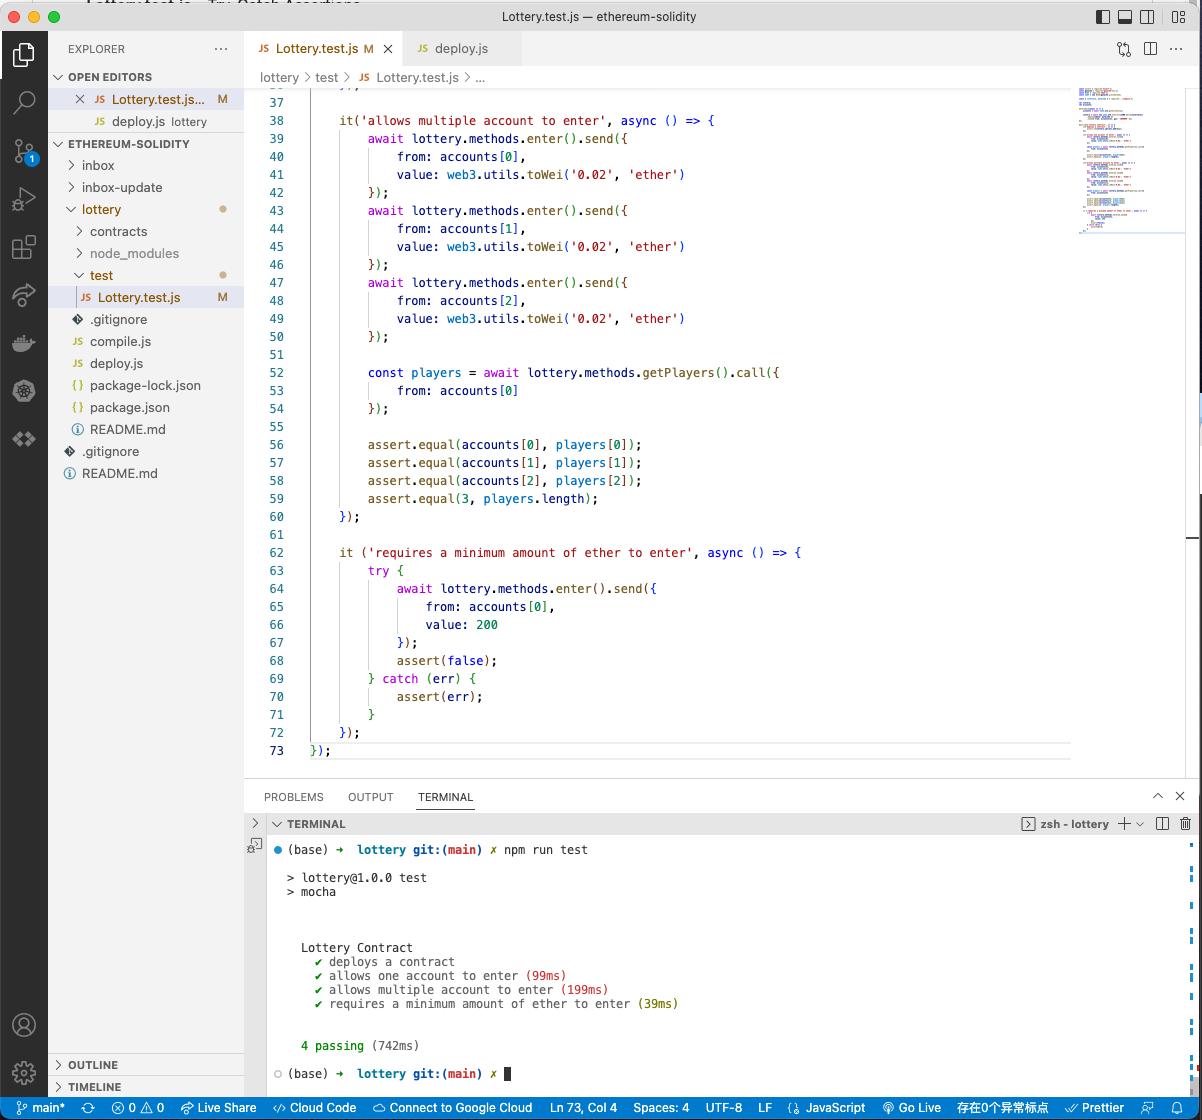 Lottery.test.js — ethereum-solidity
EXPLORER
OPEN EDITORS
JS Lottery.test.js... M
JS deploy.js lottery
ETHEREUM-SOLIDITY
inbox
inbox-update
lottery
contracts
node_modules
test
JS Lottery.test.js M
.gitignore
JS compile.js
JS deploy.js
{} package-lock.json
{} package.json
README.md
.gitignore
README.md
OUTLINE
TIMELINE
1
JS Lottery.test.js M
JS deploy.js
lottery > test > JS Lottery.test.js > ...
37
38 it('allows multiple account to enter', async () => {
39 await lottery.methods.enter().send({
40 from: accounts[0],
41 value: web3.utils.toWei('0.02', 'ether')
42 });
43 await lottery.methods.enter().send({
44 from: accounts[1],
45 value: web3.utils.toWei('0.02', 'ether')
46 });
47 await lottery.methods.enter().send({
48 from: accounts[2],
49 value: web3.utils.toWei('0.02', 'ether')
50 });
51
52 const players = await lottery.methods.getPlayers().call({
53 from: accounts[0]
54 });
55
56 assert.equal(accounts[0], players[0]);
57 assert.equal(accounts[1], players[1]);
58 assert.equal(accounts[2], players[2]);
59 assert.equal(3, players.length);
60 });
61
62 it ('requires a minimum amount of ether to enter', async () => {
63 try {
64 await lottery.methods.enter().send({
65 from: accounts[0],
66 value: 200
67 });
68 assert(false);
69 } catch (err) {
70 assert(err);
71 }
72 });
73 });
PROBLEMS OUTPUT TERMINAL
TERMINAL
zsh - lottery
(base) ➜ lottery git:(main) ✗ npm run test
> lottery@1.0.0 test
> mocha
Lottery Contract
✔ deploys a contract
✔ allows one account to enter (99ms)
✔ allows multiple account to enter (199ms)
✔ requires a minimum amount of ether to enter (39ms)
4 passing (742ms)
(base) ➜ lottery git:(main) ✗
main* 0 0 Live Share </> Cloud Code Connect to Google Cloud Ln 73, Col 4 Spaces: 4 UTF-8 LF JavaScript Go Live 存在0个异常标点 Prettier